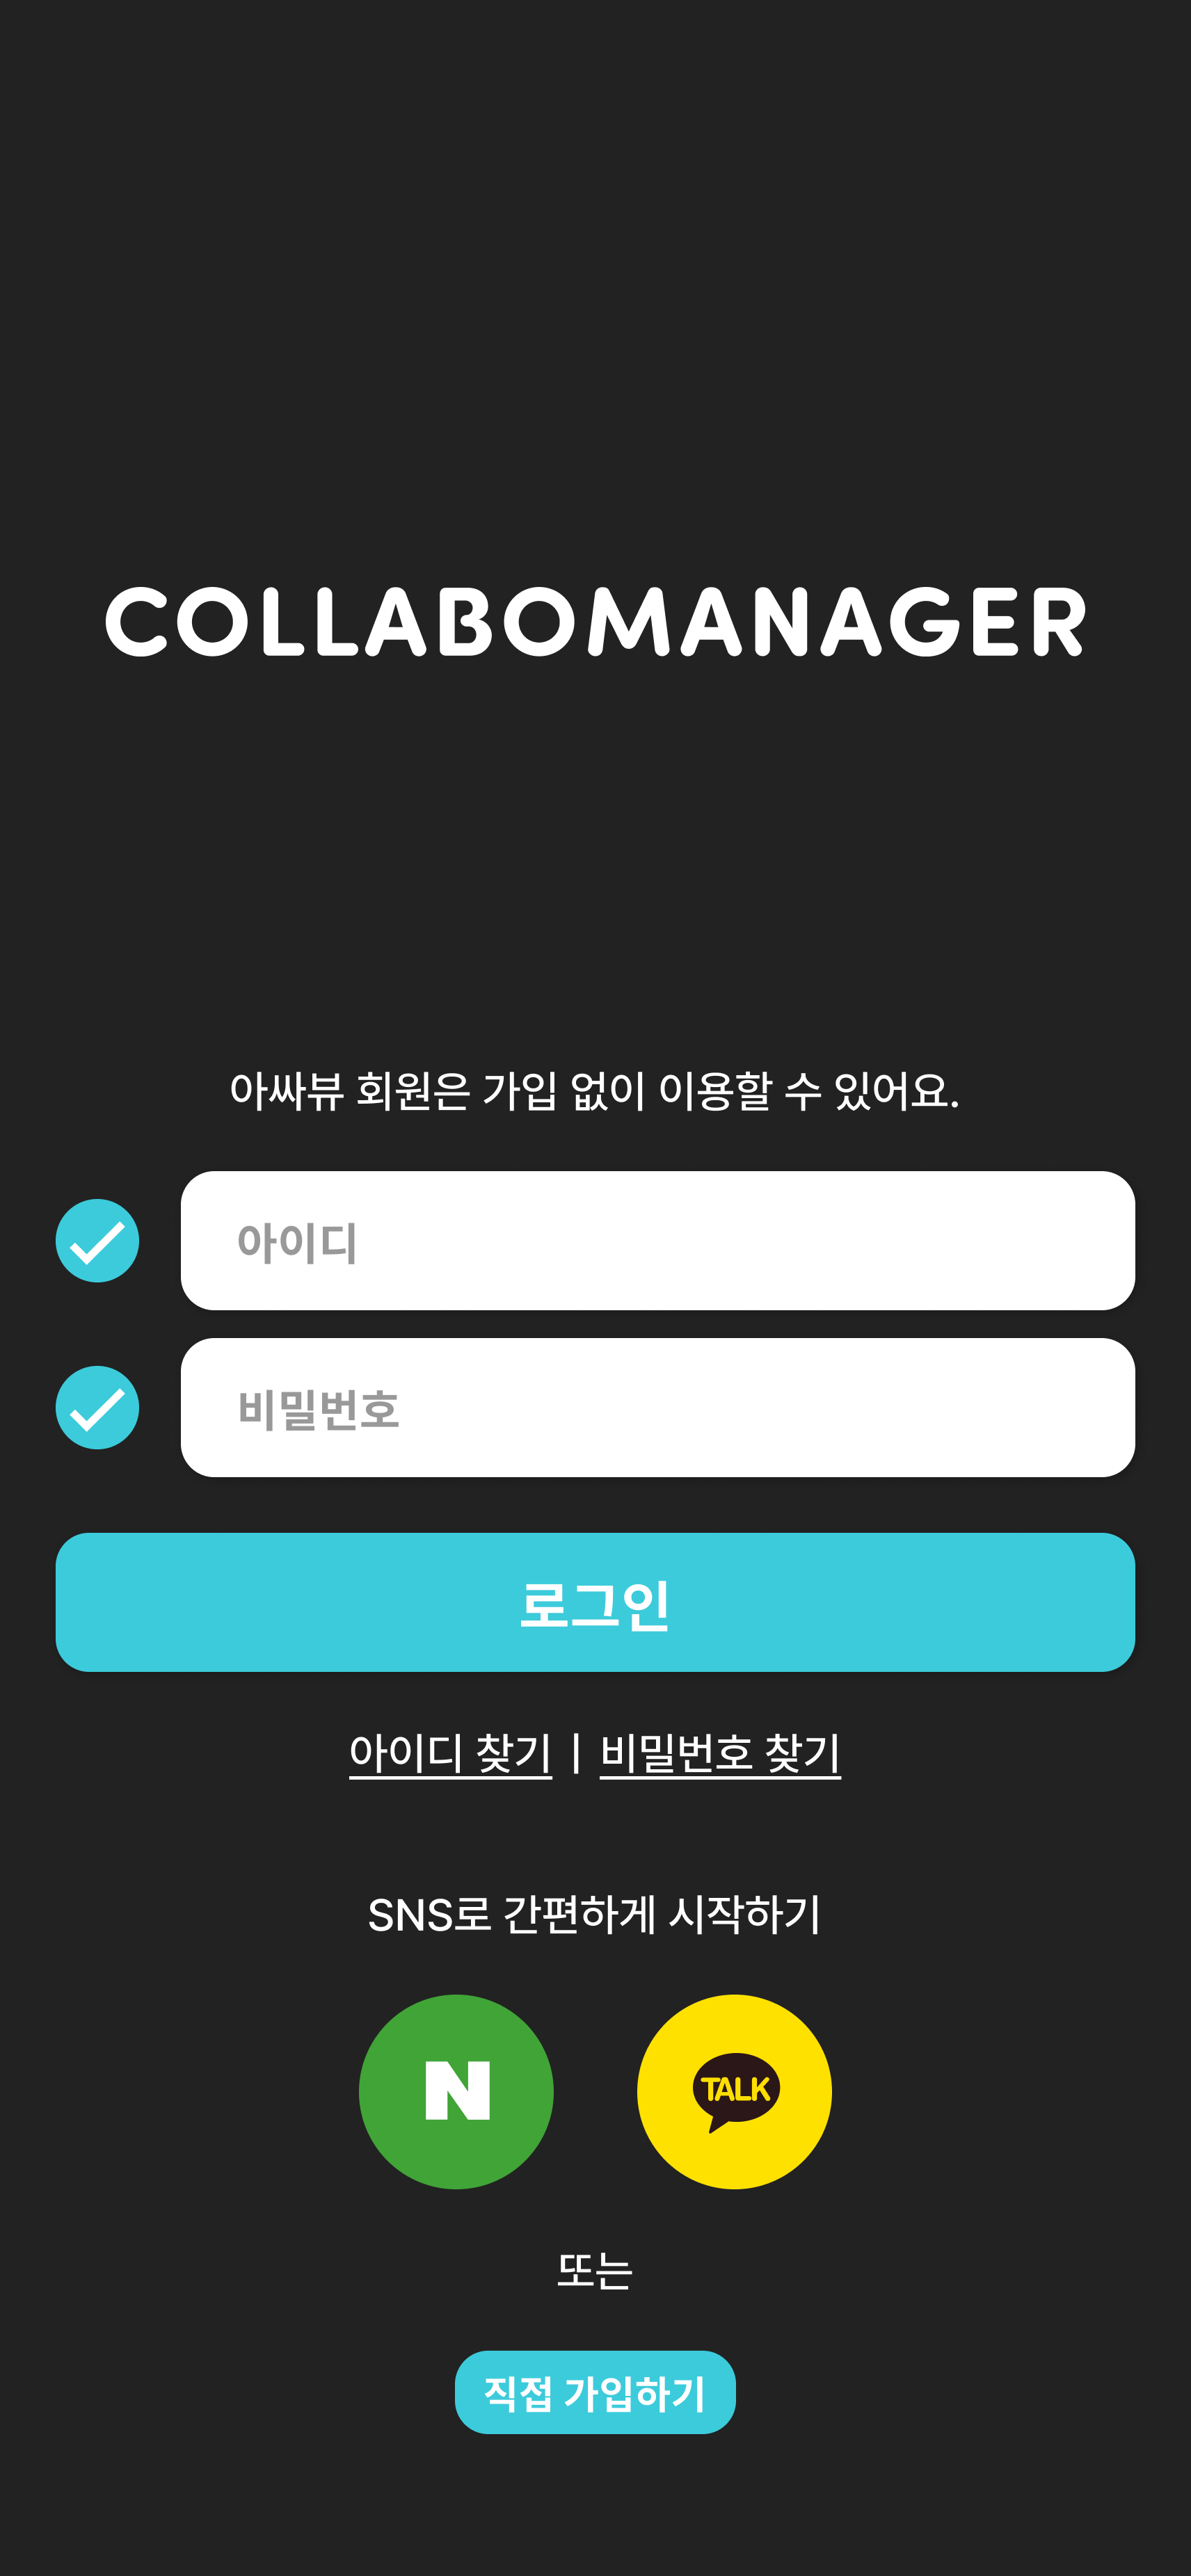 COLLABOMANAGER
아싸뷰 회원은 가입 없이 이용할 수 있어요.
아이디
비밀번호
로그인
아이디 찾기 | 비밀번호 찾기
SNS로 간편하게 시작하기
N TALK
또는
직접 가입하기